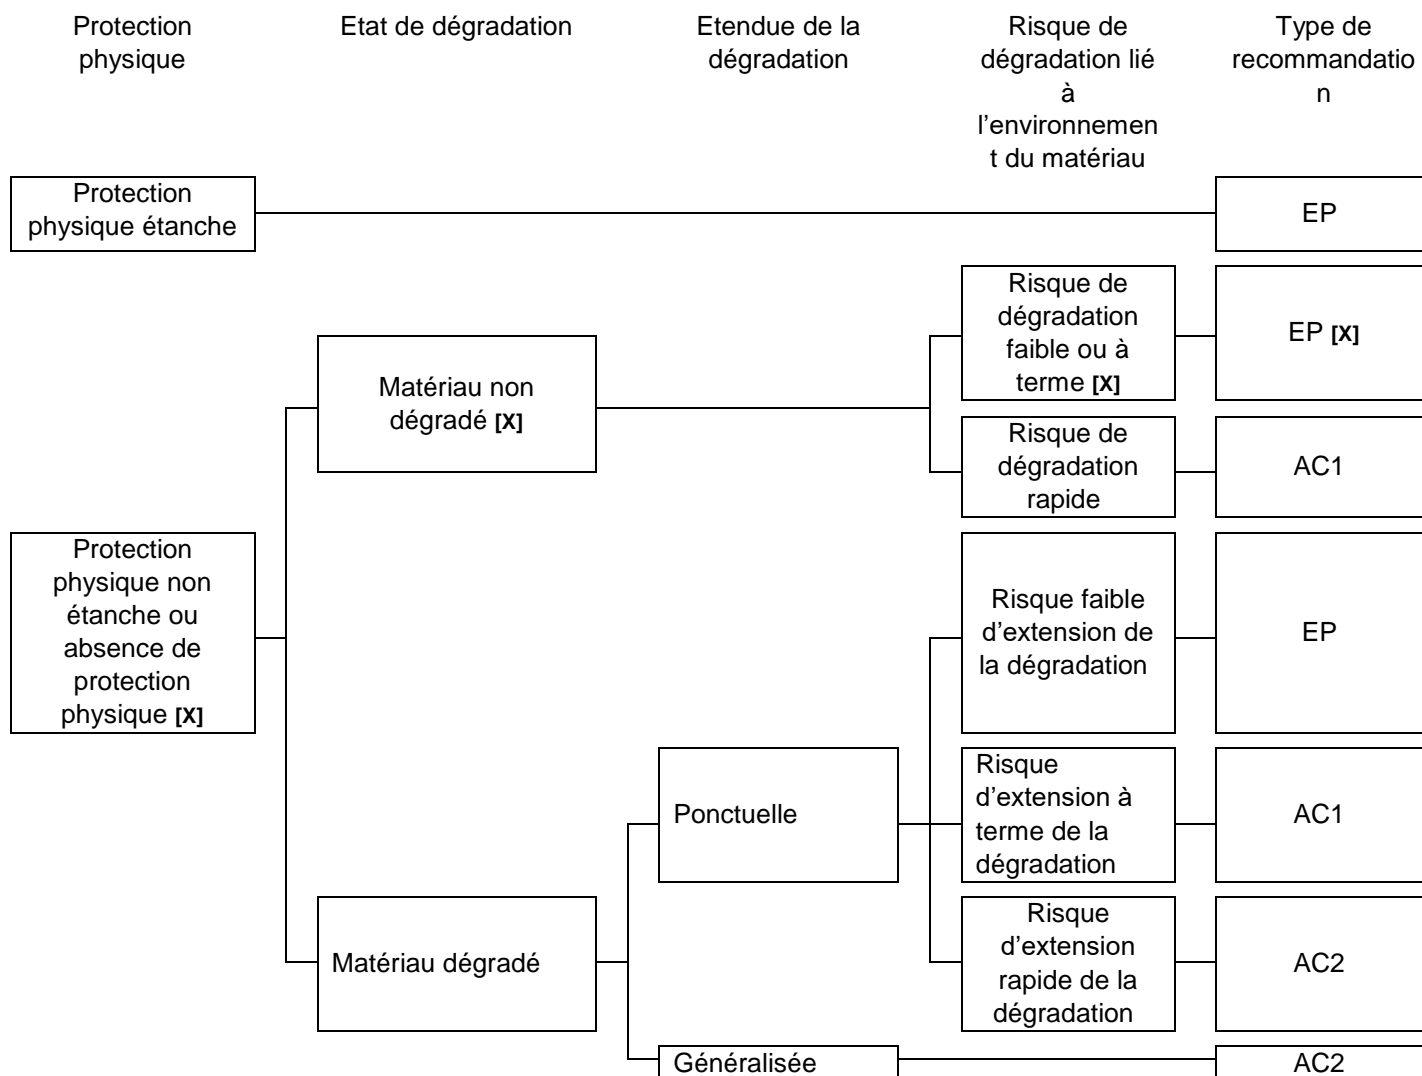 Protection
physique
Etat de dégradation
Etendue de la
dégradation
Risque de
dégradation lié
à
l’environnemen
t du matériau
Type de
recommandatio
n
Protection
physique étanche
EP
Risque de
dégradation
faible ou à
terme [X]
EP [X]
Matériau non
dégradé [X]
Risque de
dégradation
rapide
AC1
Protection
physique non
étanche ou
absence de
protection
physique [X]
Risque faible
d’extension de
la dégradation
EP
Ponctuelle
Risque
d’extension à
terme de la
dégradation
AC1
Matériau dégradé
Risque
d’extension
rapide de la
dégradation
AC2
Généralisée
AC2